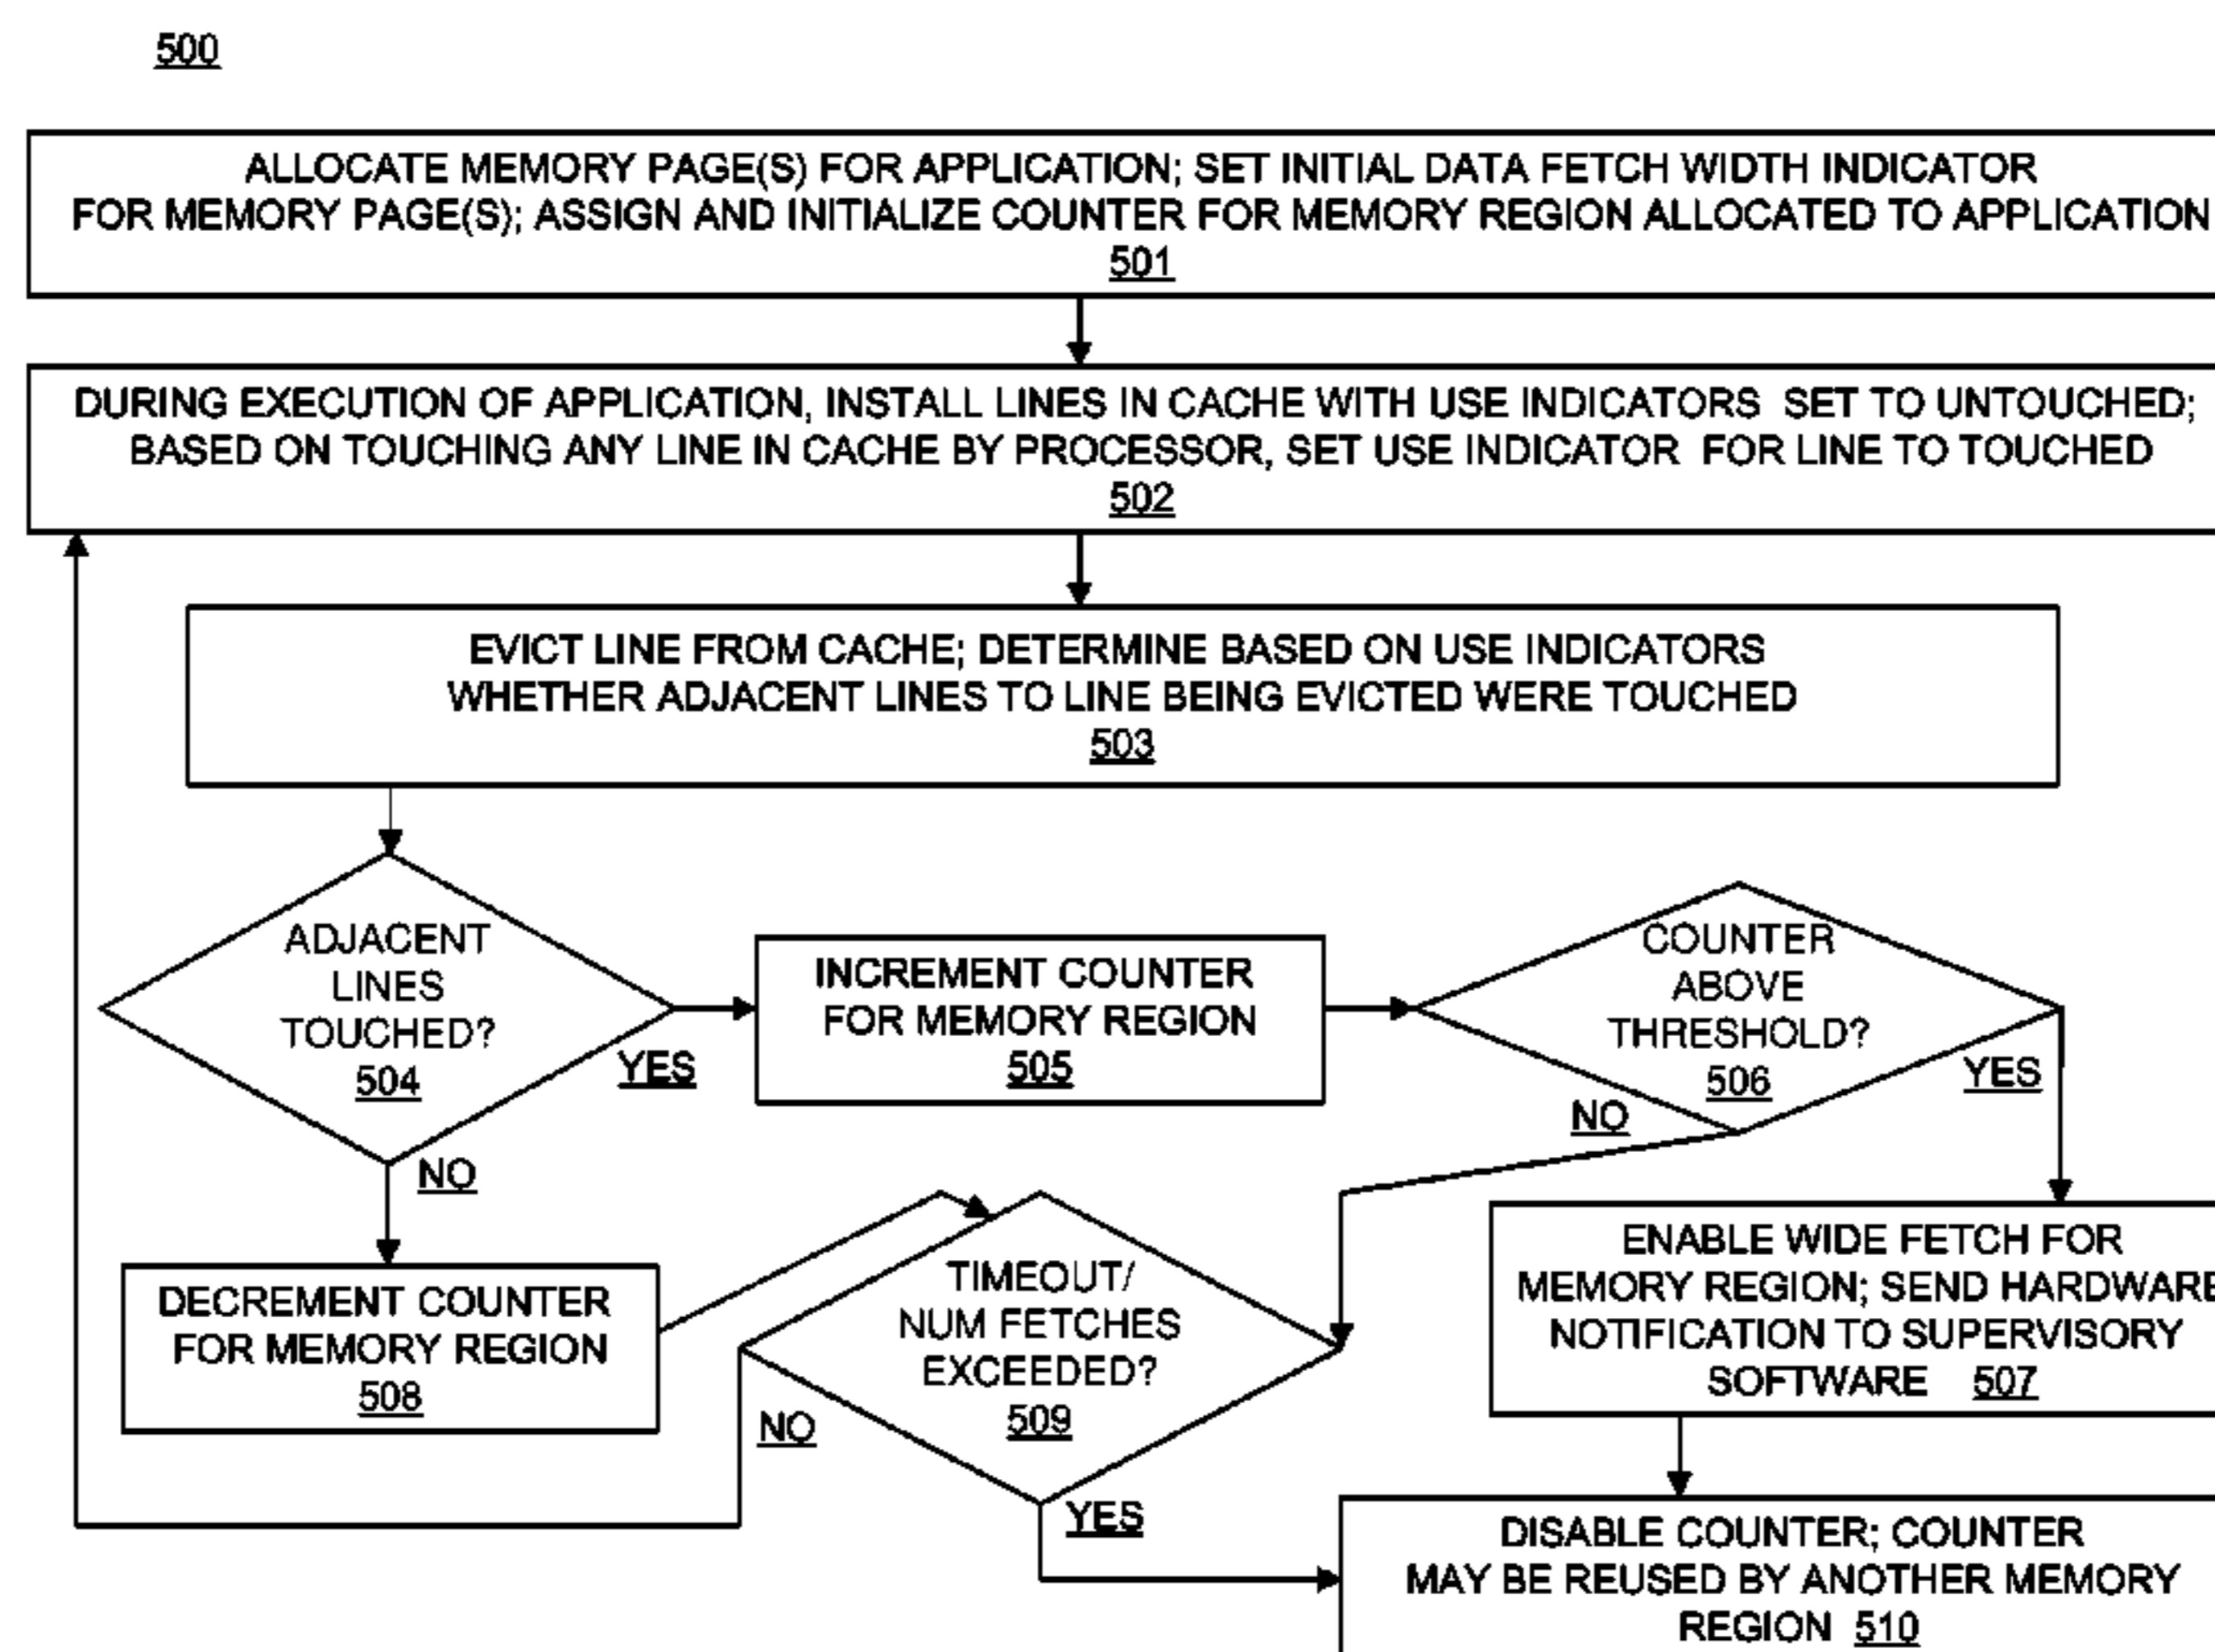 500
ALLOCATE MEMORY PAGE(S) FOR APPLICATION; SET INITIAL DATA FETCH WIDTH INDICATOR
FOR MEMORY PAGE(S); ASSIGN AND INITIALIZE COUNTER FOR MEMORY REGION ALLOCATED TO APPLICATION
501
DURING EXECUTION OF APPLICATION, INSTALL LINES IN CACHE WITH USE INDICATORS SET TO UNTOUCHED;
BASED ON TOUCHING ANY LINE IN CACHE BY PROCESSOR, SET USE INDICATOR FOR LINE TO TOUCHED
502
EVICT LINE FROM CACHE; DETERMINE BASED ON USE INDICATORS
WHETHER ADJACENT LINES TO LINE BEING EVICTED WERE TOUCHED
503
ADJACENT
LINES
TOUCHED?
504
YES
NO
INCREMENT COUNTER
FOR MEMORY REGION
505
COUNTER
ABOVE
THRESHOLD?
506
NO
YES
DECREMENT COUNTER
FOR MEMORY REGION
508
TIMEOUT/
NUM FETCHES
EXCEEDED?
509
NO
YES
ENABLE WIDE FETCH FOR
MEMORY REGION; SEND HARDWARE
NOTIFICATION TO SUPERVISORY
SOFTWARE 507
DISABLE COUNTER; COUNTER
MAY BE REUSED BY ANOTHER MEMORY
REGION 510